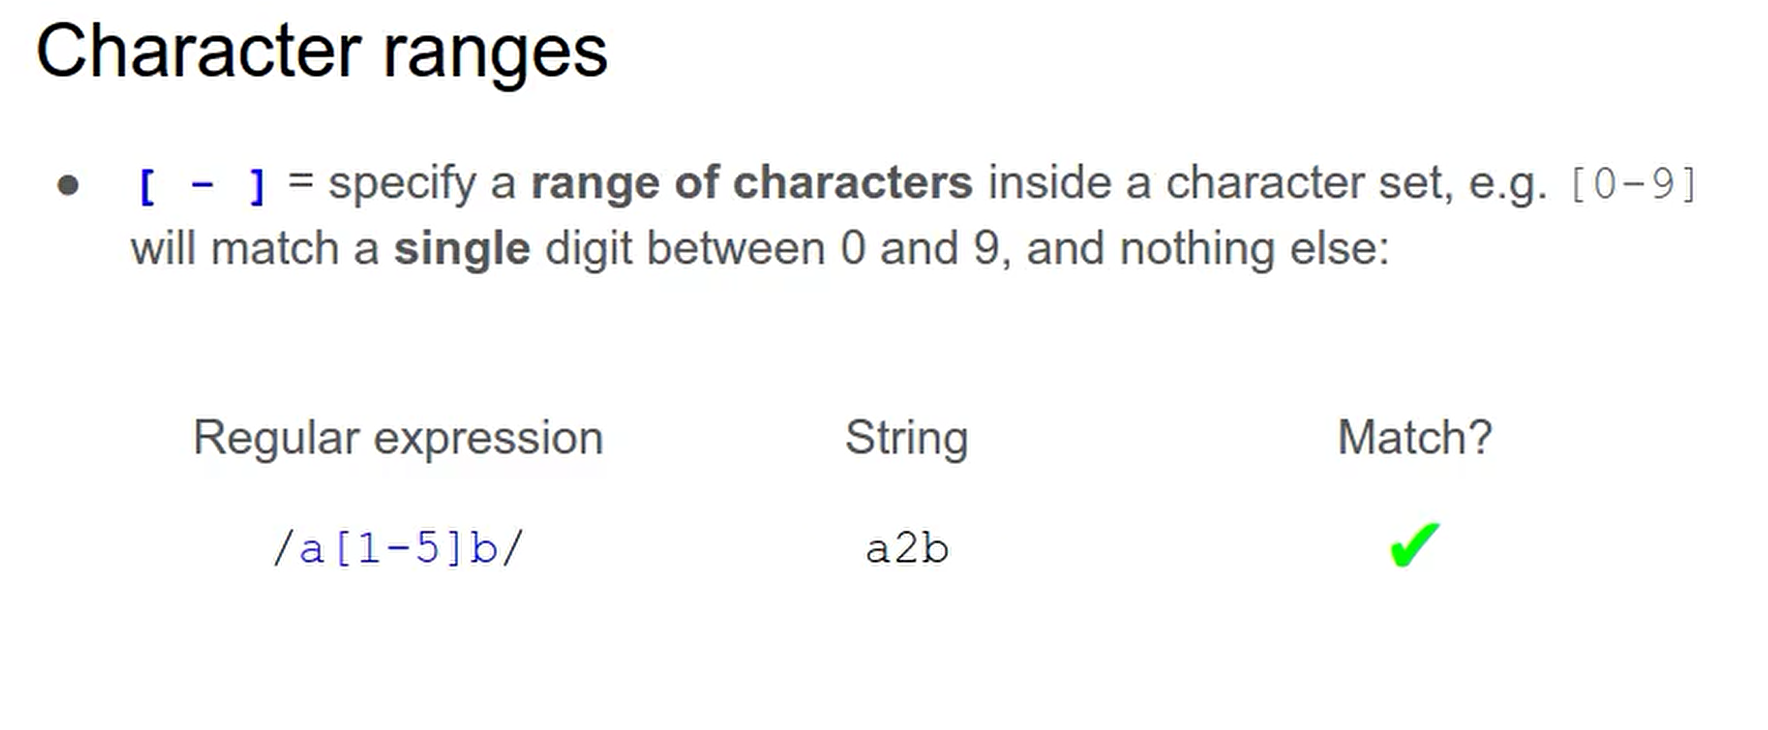 Character ranges
● [ - ] = specify a range of characters inside a character set, e.g. [0-9]
will match a single digit between 0 and 9, and nothing else:
Regular expression String Match?
/a[1-5]b/ a2b ✔